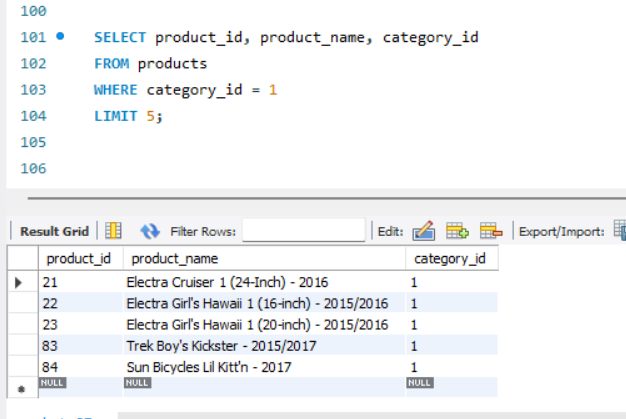 100
101 SELECT product_id, product_name, category_id
102 FROM products
103 WHERE category_id = 1
104 LIMIT 5;
105
106
Result Grid Filter Rows: Edit: Export/Import:
product_id product_name category_id
21 Electra Cruiser 1 (24-Inch) - 2016 1
22 Electra Girl's Hawaii 1 (16-inch) - 2015/2016 1
23 Electra Girl's Hawaii 1 (20-inch) - 2015/2016 1
83 Trek Boy's Kickster - 2015/2017 1
84 Sun Bicycles Lil Kitt'n - 2017 1
NULL NULL NULL